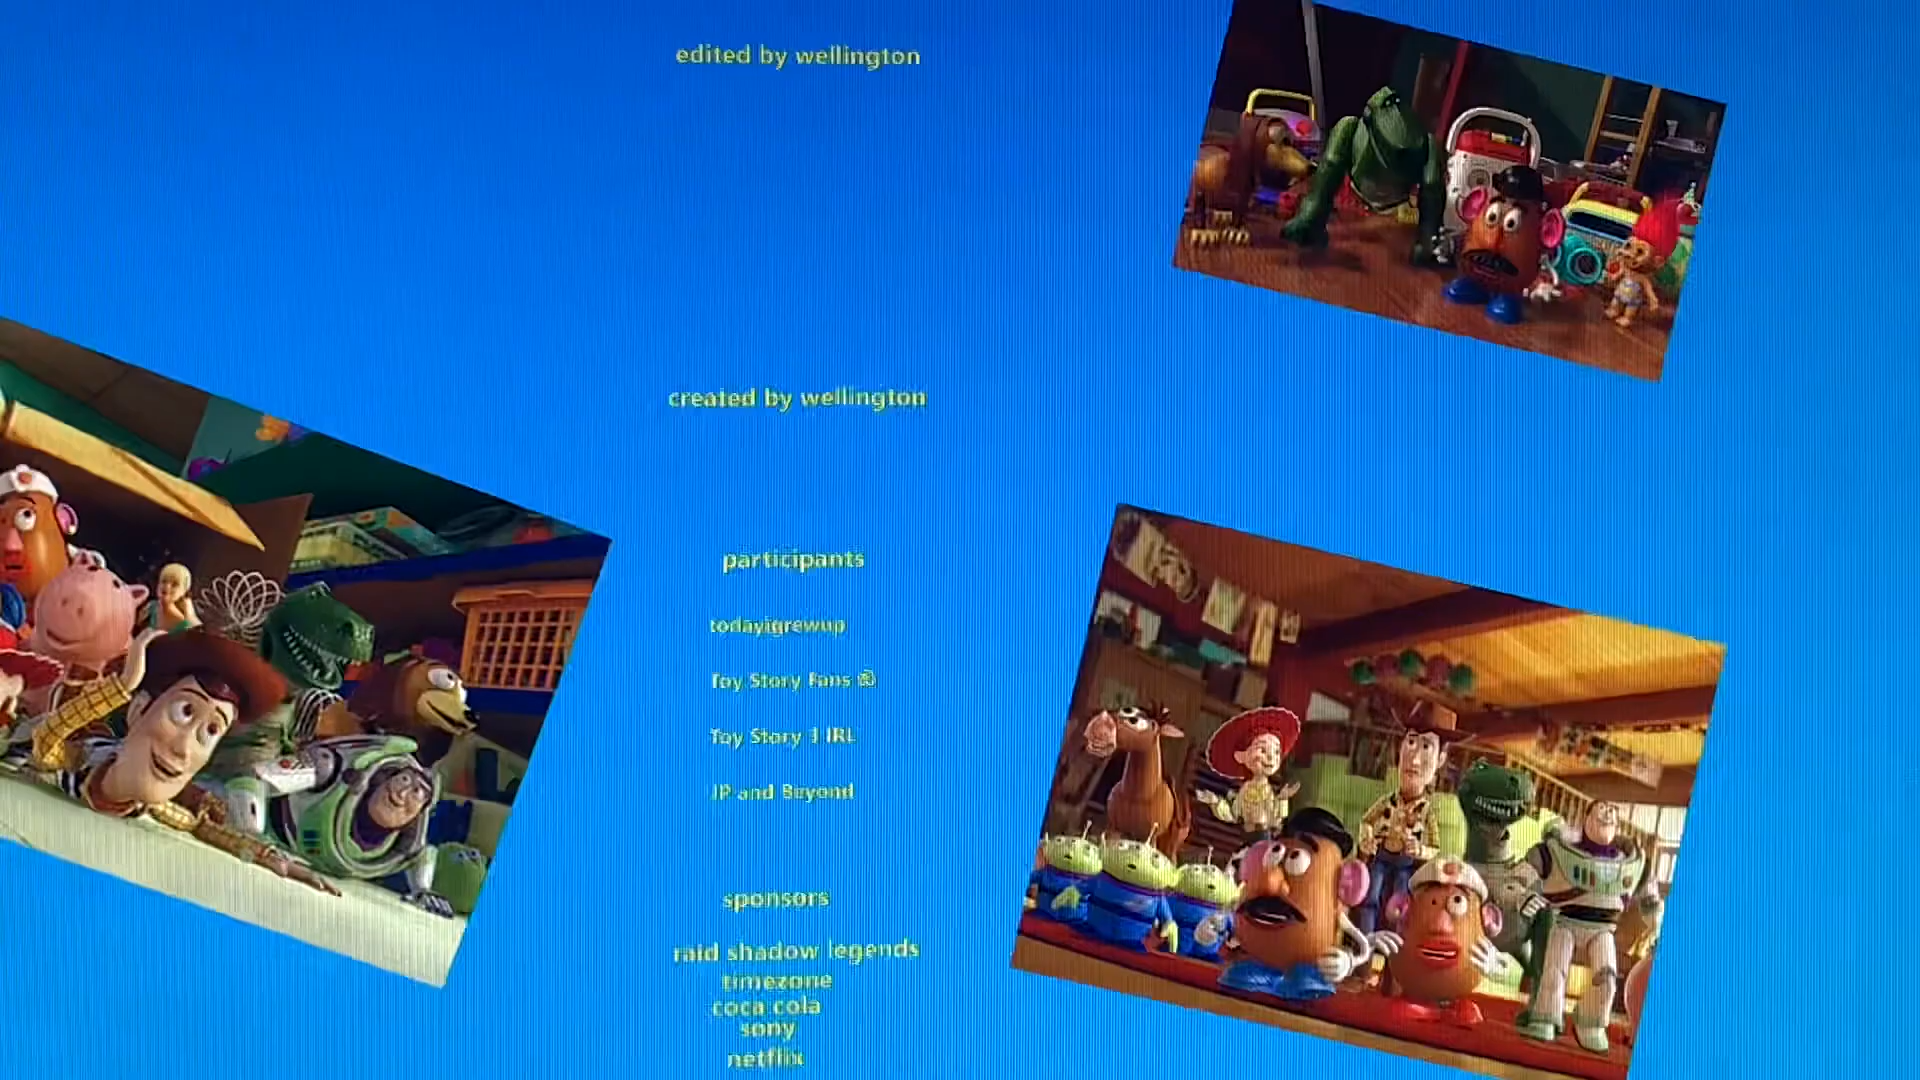 edited by wellington
created by wellington
participants
todayigrewup
Toy Story Fans ®
Toy Story 3 IRL
JP and Beyond
sponsors
raid shadow legends
timezone
coca cola
sony
netflix